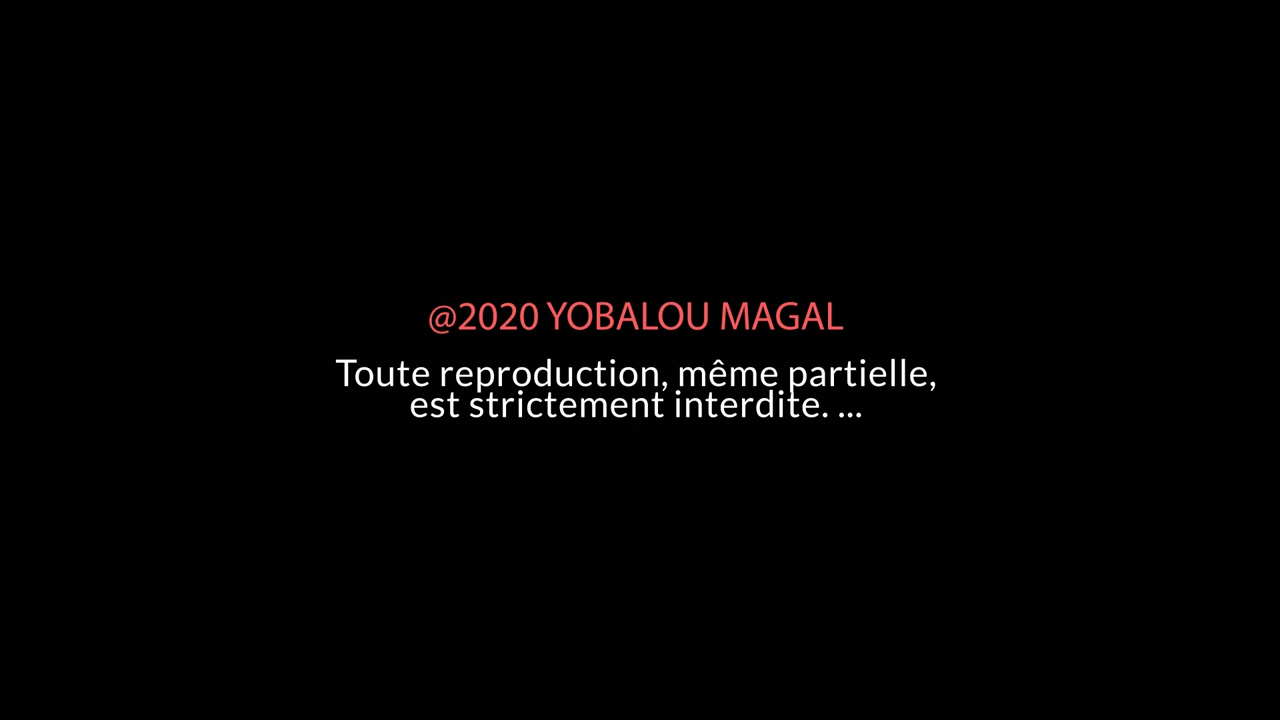 @2020 YOBALOU MAGAL
Toute reproduction, même partielle,
est strictement interdite. ...